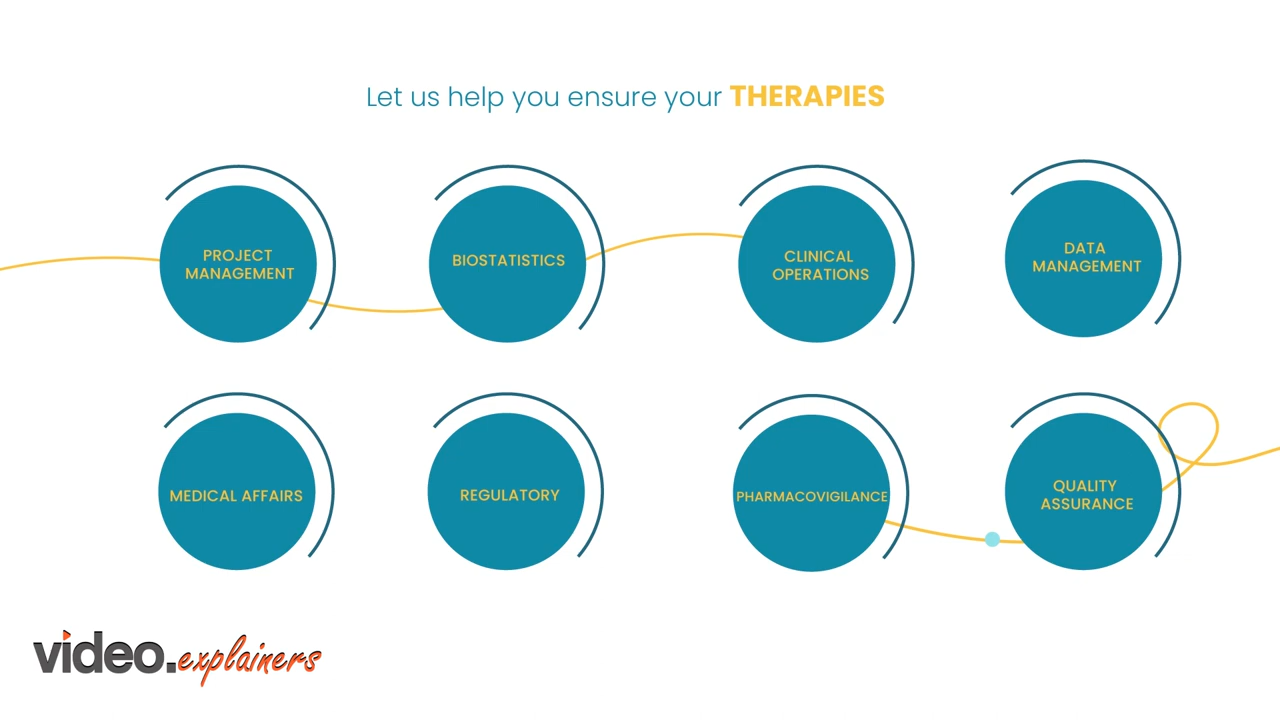 Let us help you ensure your THERAPIES
PROJECT
MANAGEMENT
BIOSTATISTICS
CLINICAL
OPERATIONS
DATA
MANAGEMENT
MEDICAL AFFAIRS
REGULATORY
PHARMACOVIGILANCE
QUALITY
ASSURANCE
video.explainers